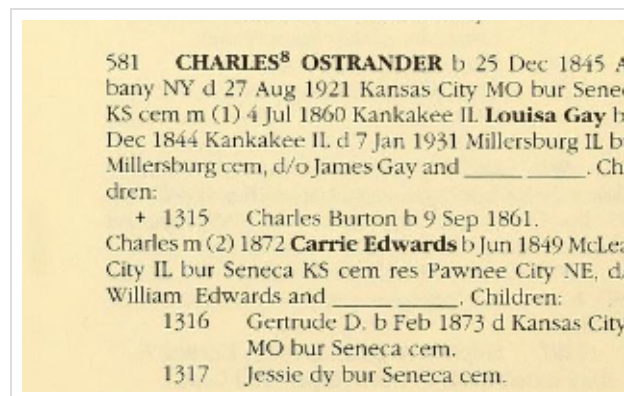 581 CHARLES⁸ OSTRANDER b 25 Dec 1845 A
bany NY d 27 Aug 1921 Kansas City MO bur Sene
KS cem m (1) 4 Jul 1860 Kankakee IL Louisa Gay b
Dec 1844 Kankakee IL d 7 Jan 1931 Millersburg IL b
Millersburg cem, d/o James Gay and _____ _____. Ch
dren:
+ 1315 Charles Burton b 9 Sep 1861.
Charles m (2) 1872 Carrie Edwards b Jun 1849 McLea
City IL bur Seneca KS cem res Pawnee City NE, d
William Edwards and _____ _____. Children:
1316 Gertrude D. b Feb 1873 d Kansas City
MO bur Seneca cem.
1317 Jessie dy bur Seneca cem.